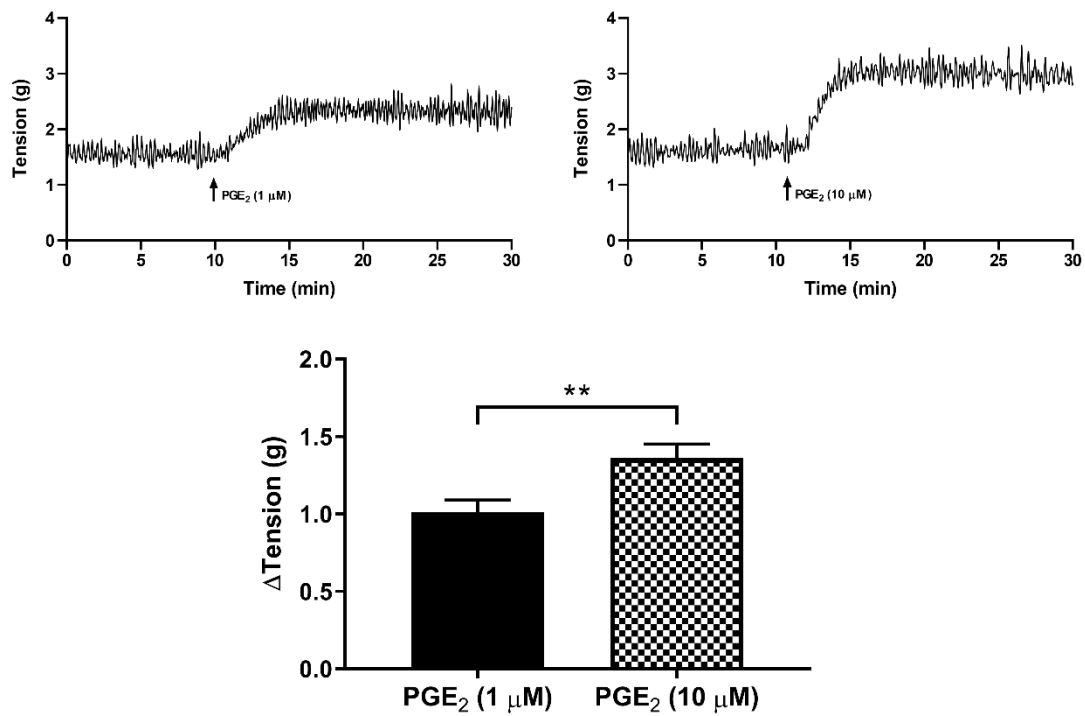 Tension (g)
4
3
2
1
0
PGE₂ (1 μM)
0 5 10 15 20 25 30
Time (min)
Tension (g)
4
3
2
1
0
PGE₂ (10 μM)
0 5 10 15 20 25 30
Time (min)
ΔTension (g)
2.0
1.5
1.0
0.5
0.0
**
PGE₂ (1 μM) PGE₂ (10 μM)